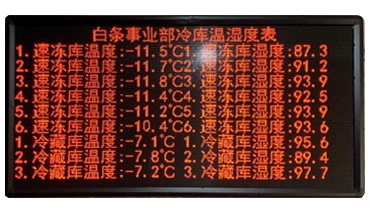 白条事业部冷库温湿度表
1.速冻库温度:-11.5℃1.速冻库湿度:87.3
2.速冻库温度:-11.7℃2.速冻库湿度:91.2
3.速冻库温度:-11.8℃3.速冻库湿度:93.9
4.速冻库温度:-11.4℃4.速冻库湿度:92.5
5.速冻库温度:-11.2℃5.速冻库湿度:93.9
6.速冻库温度:-10.4℃6.速冻库湿度:93.6
1.冷藏库温度:-7.1℃ 1.冷藏库湿度:95.6
2.冷藏库温度:-7.8℃ 2.冷藏库湿度:89.4
3.冷藏库温度:-7.2℃ 3.冷藏库湿度:97.7